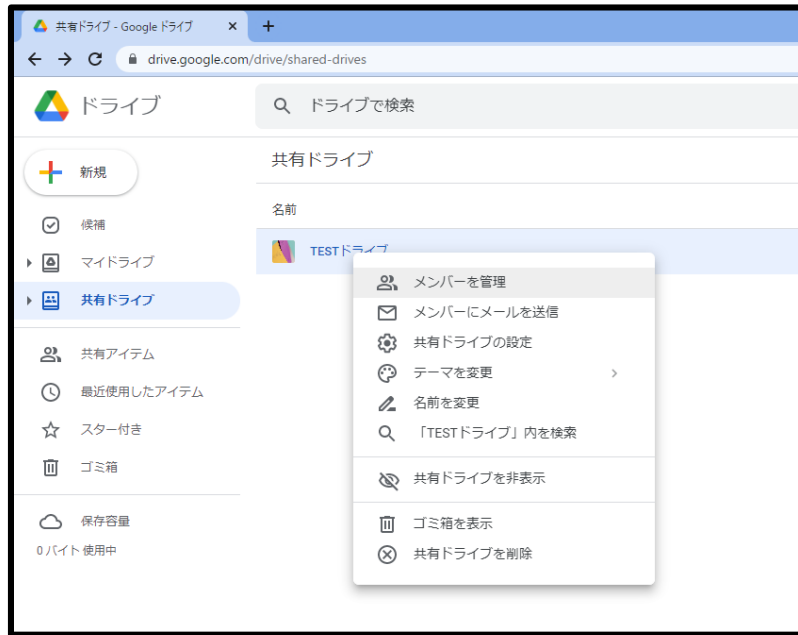 共有ドライブ - Google ドライブ
drive.google.com/drive/shared-drives
ドライブ
ドライブで検索
新規
共有ドライブ
候補
名前
マイドライブ
TESTドライブ
共有ドライブ
メンバーを管理
メンバーにメールを送信
共有ドライブの設定
テーマを変更
名前を変更
「TESTドライブ」内を検索
共有ドライブを非表示
ゴミ箱を表示
共有ドライブを削除
共有アイテム
最近使用したアイテム
スター付き
ゴミ箱
保存容量
0 バイト 使用中